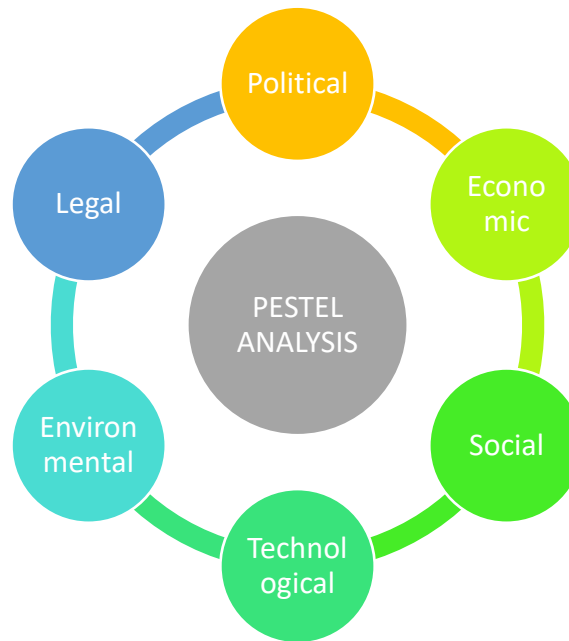 Political
Econo
mic
Legal
PESTEL
ANALYSIS
Environ
mental
Social
Technol
ogical